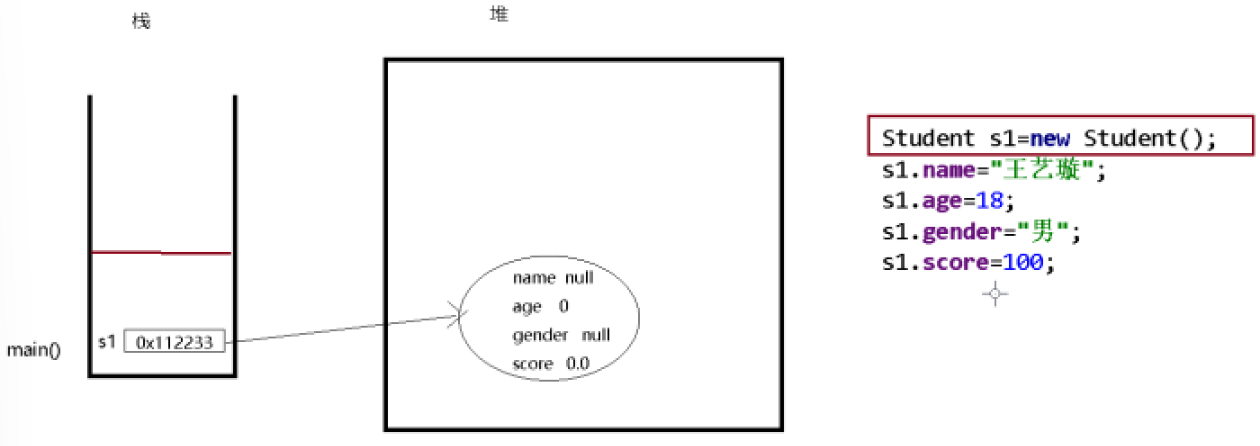 栈
堆
main()
s1 0x112233
name null
age 0
gender null
score 0.0
Student s1=new Student();
s1.name="王艺璇";
s1.age=18;
s1.gender="男";
s1.score=100;